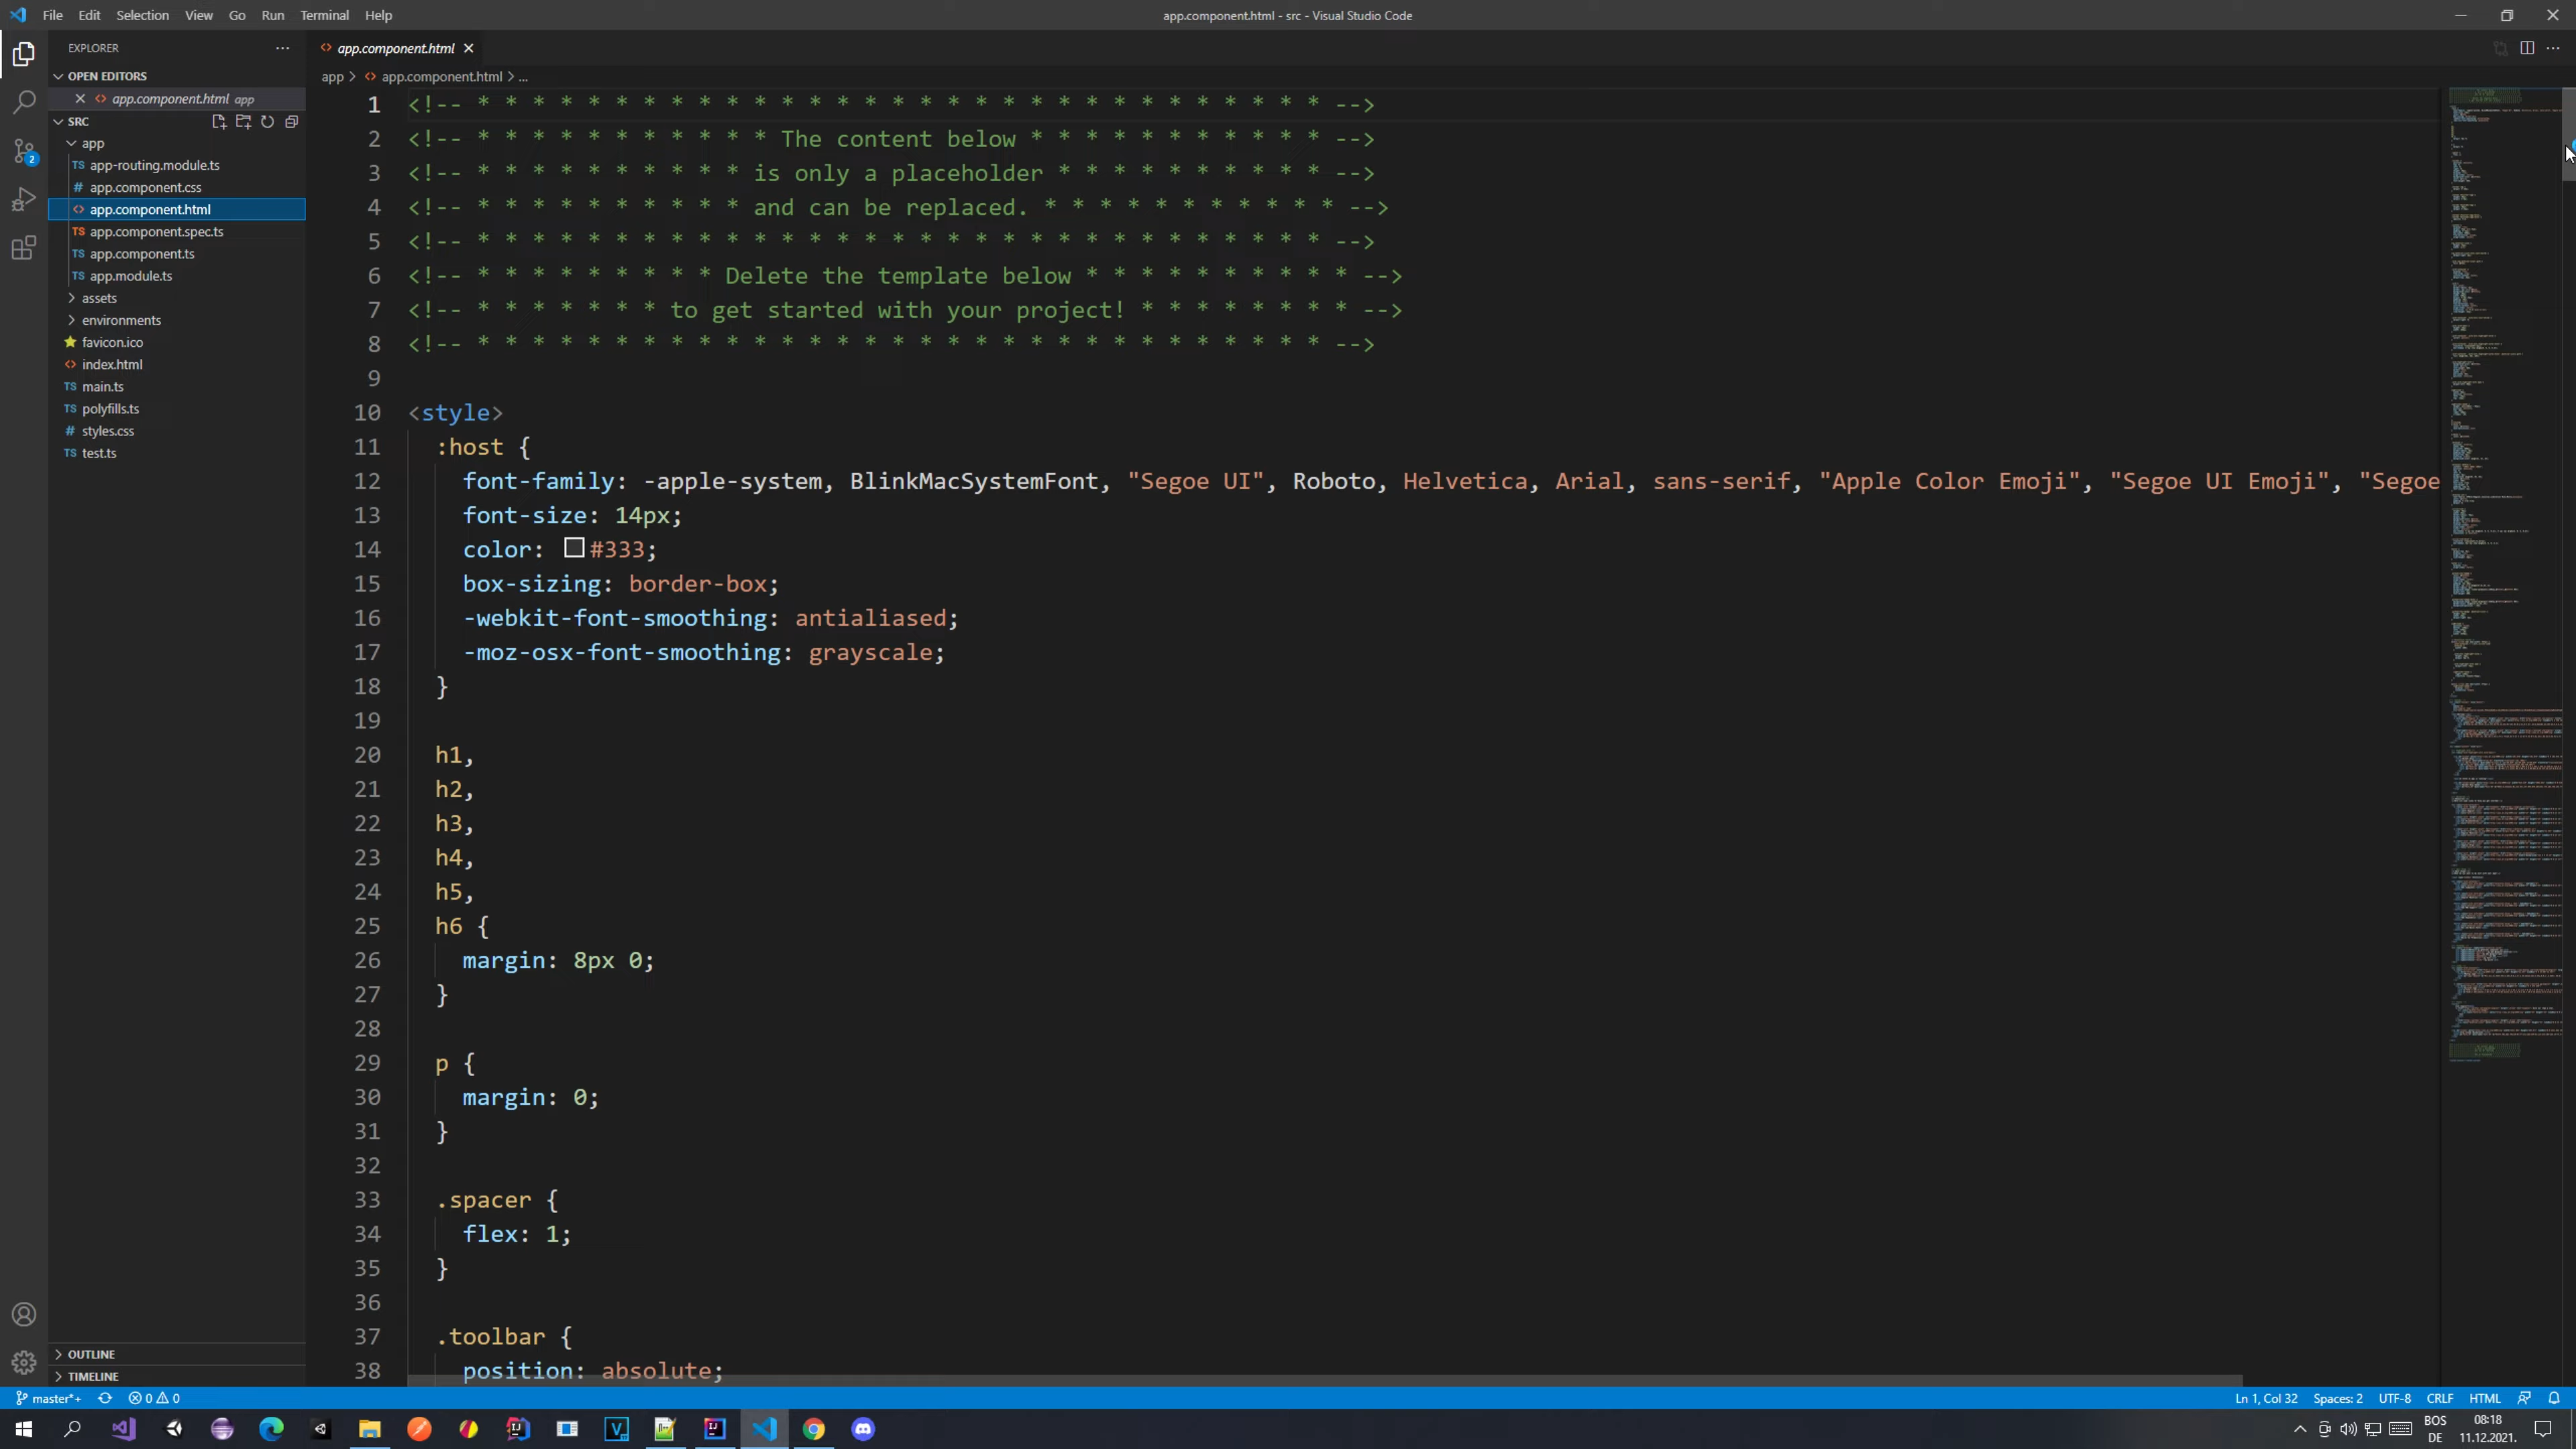 File Edit Selection View Go Run Terminal Help
app.component.html - src - Visual Studio Code
EXPLORER
OPEN EDITORS
app.component.html app
SRC
app
app-routing.module.ts
app.component.css
app.component.html
app.component.spec.ts
app.component.ts
app.module.ts
assets
environments
favicon.ico
index.html
main.ts
polyfills.ts
styles.css
test.ts
OUTLINE
TIMELINE
app.component.html
app > app.component.html > ...
1 <!-- * * * * * * * * * * * * * * * * * * * * * * * * * * * * * * * -->
2 <!-- * * * * * * * * * * * The content below * * * * * * * * * * * -->
3 <!-- * * * * * * * * * * is only a placeholder * * * * * * * * * * -->
4 <!-- * * * * * * * * * * and can be replaced. * * * * * * * * * * * -->
5 <!-- * * * * * * * * * * * * * * * * * * * * * * * * * * * * * * * -->
6 <!-- * * * * * * * * * Delete the template below * * * * * * * * * * -->
7 <!-- * * * * * * * to get started with your project! * * * * * * * * -->
8 <!-- * * * * * * * * * * * * * * * * * * * * * * * * * * * * * * * -->
9
10 <style>
11 :host {
12 font-family: -apple-system, BlinkMacSystemFont, "Segoe UI", Roboto, Helvetica, Arial, sans-serif, "Apple Color Emoji", "Segoe UI Emoji", "Segoe
13 font-size: 14px;
14 color: #333;
15 box-sizing: border-box;
16 -webkit-font-smoothing: antialiased;
17 -moz-osx-font-smoothing: grayscale;
18 }
19
20 h1,
21 h2,
22 h3,
23 h4,
24 h5,
25 h6 {
26 margin: 8px 0;
27 }
28
29 p {
30 margin: 0;
31 }
32
33 .spacer {
34 flex: 1;
35 }
36
37 .toolbar {
38 position: absolute;
master*+ 0 0
Ln 1, Col 32 Spaces: 2 UTF-8 CRLF HTML
BOS 08:18
DE 11.12.2021.